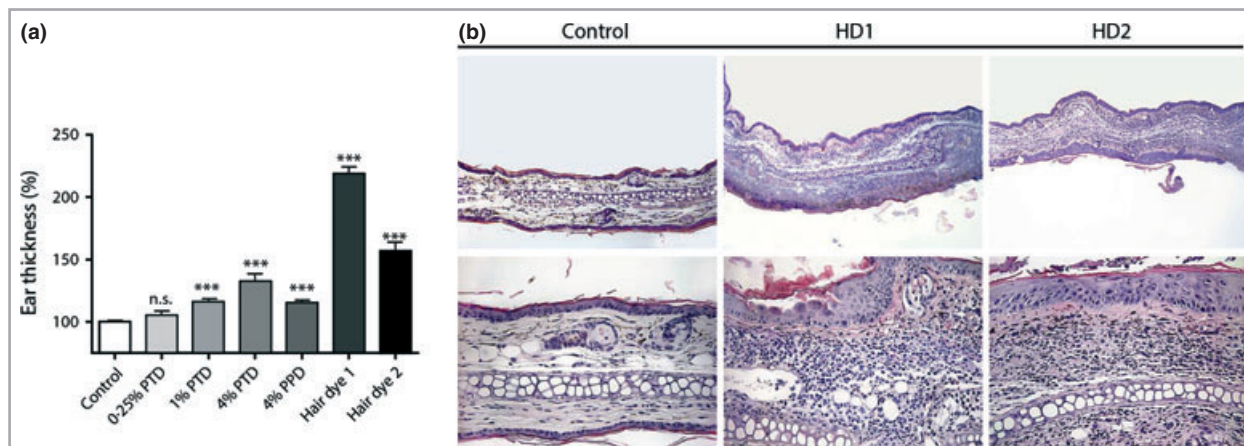 (a)
250
200
150
100
Ear thickness (%)
n.s.
***
***
***
***
***
Control
0·25% PTD
1% PTD
4% PTD
4% PPD
Hair dye 1
Hair dye 2
(b)
Control HD1 HD2